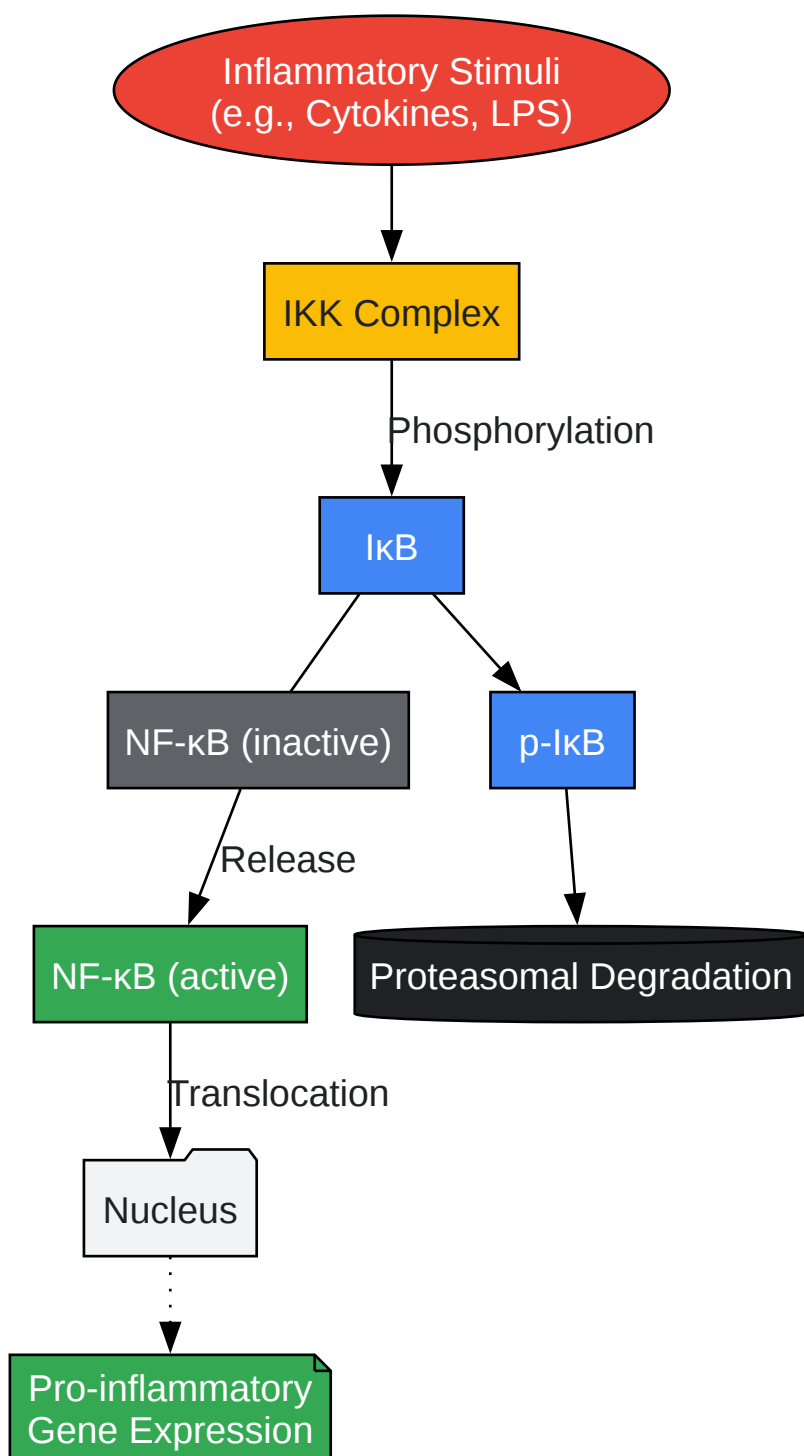 Inflammatory Stimuli
(e.g., Cytokines, LPS)
IKK Complex
Phosphorylation
IκB
NF-κB (inactive)
p-IκB
Release
NF-κB (active)
Proteasomal Degradation
Translocation
Nucleus
Pro-inflammatory
Gene Expression